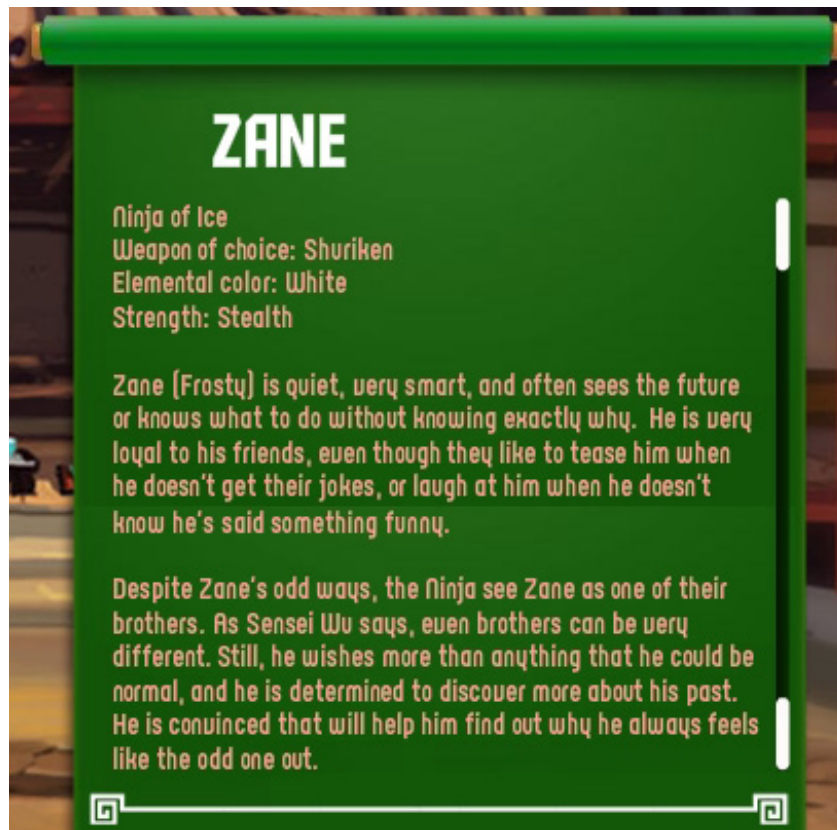 ZANE
Ninja of Ice
Weapon of choice: Shuriken
Elemental color: White
Strength: Stealth
Zane (Frosty) is quiet, very smart, and often sees the future
or knows what to do without knowing exactly why.  He is very
loyal to his friends, even though they like to tease him when
he doesn't get their jokes, or laugh at him when he doesn't
know he's said something funny.
Despite Zane's odd ways, the Ninja see Zane as one of their
brothers. As Sensei Wu says, even brothers can be very
different. Still, he wishes more than anything that he could be
normal, and he is determined to discover more about his past.
He is convinced that will help him find out why he always feels
like the odd one out.